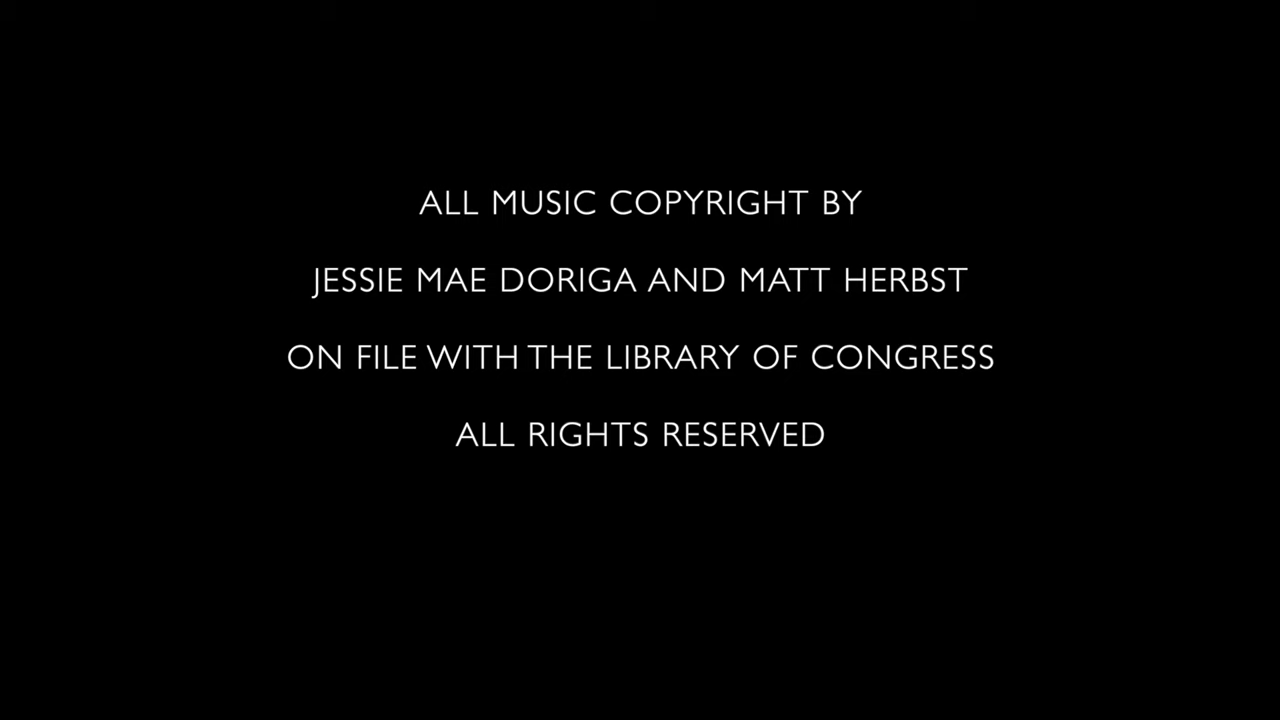 ALL MUSIC COPYRIGHT BY
JESSIE MAE DORIGA AND MATT HERBST
ON FILE WITH THE LIBRARY OF CONGRESS
ALL RIGHTS RESERVED